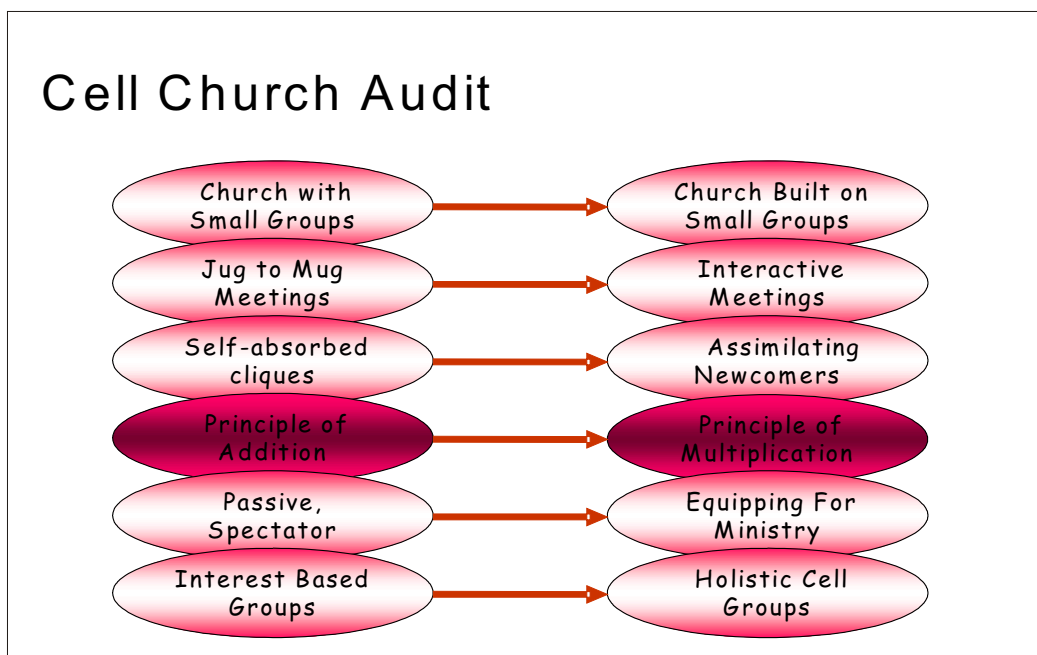 Cell Church Audit
Church with
Small Groups
Church Built on
Small Groups
Jug to Mug
Meetings
Interactive
Meetings
Self-absorbed
cliques
Assimilating
Newcomers
Principle of
Addition
Principle of
Multiplication
Passive,
Spectator
Equipping For
Ministry
Interest Based
Groups
Holistic Cell
Groups